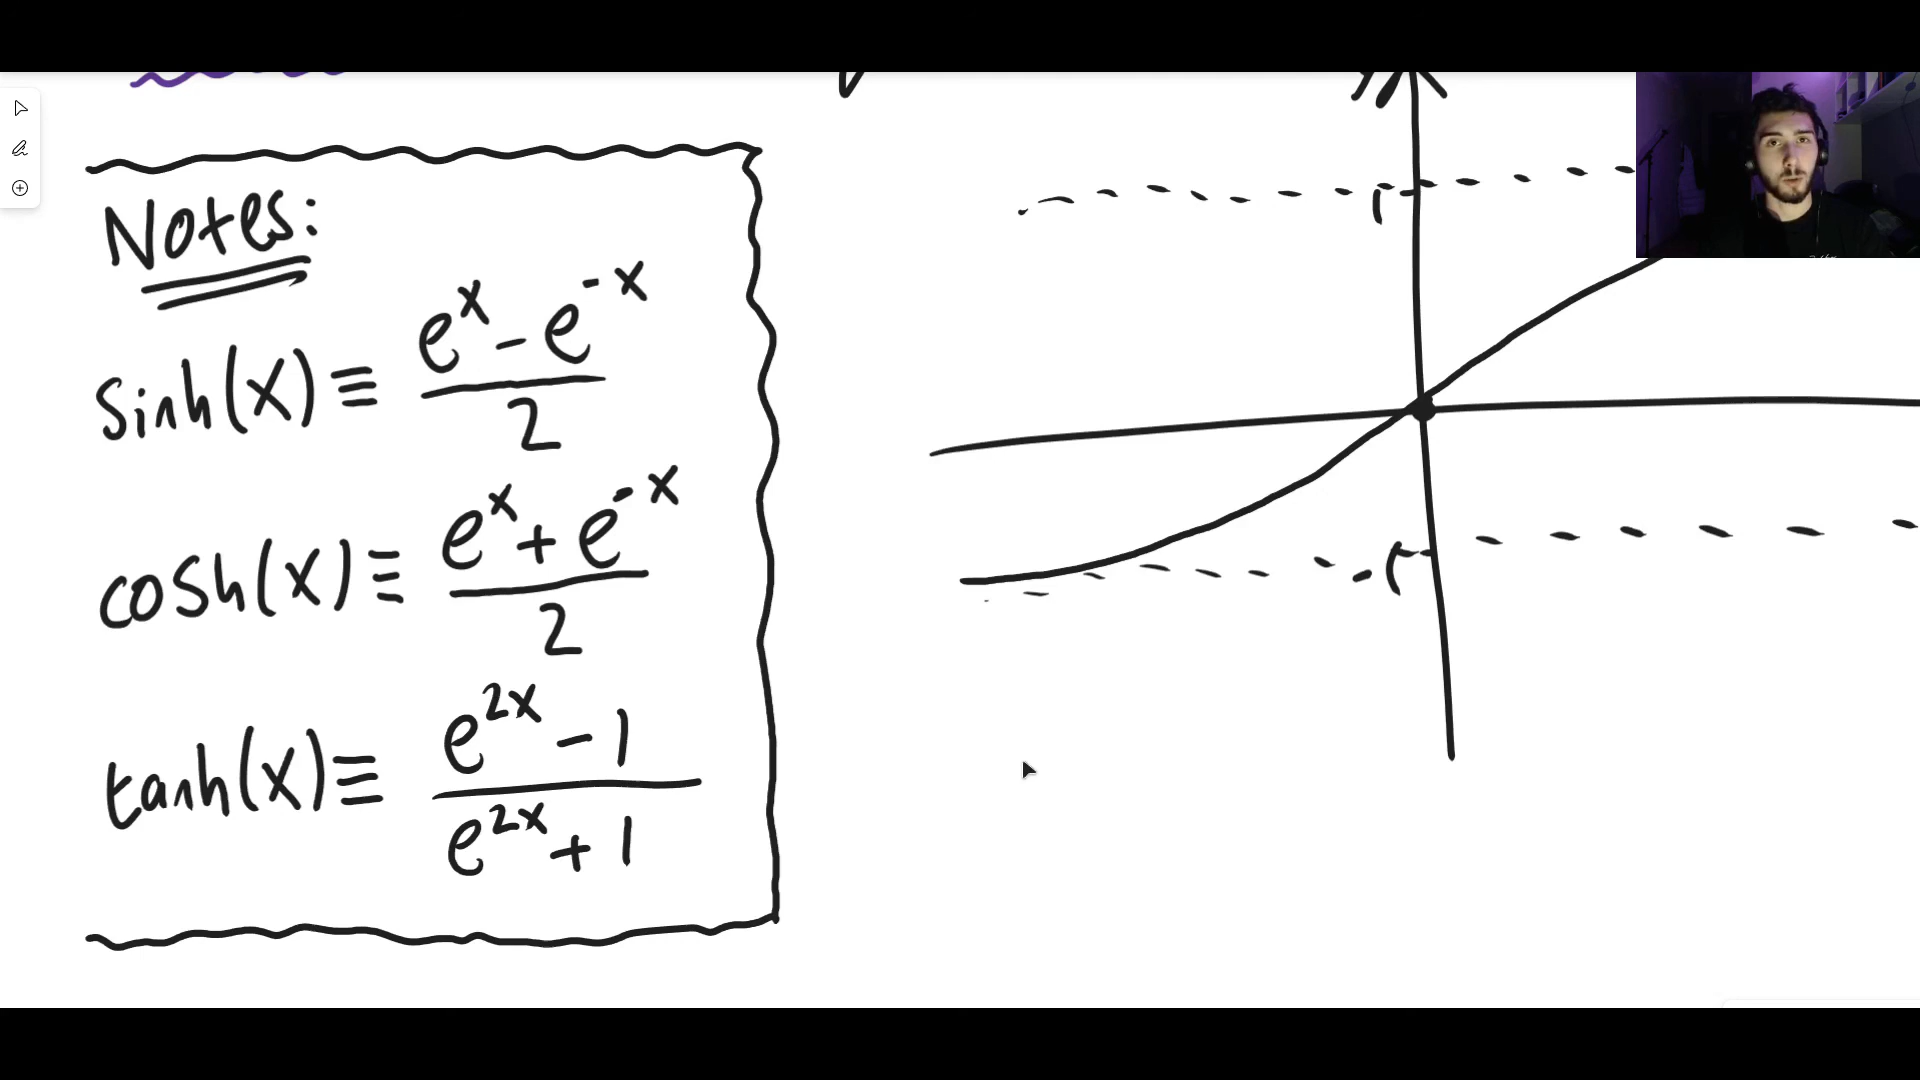 Notes:
sinh(x) ≡ (e^x - e^-x)/2
cosh(x) ≡ (e^x + e^-x)/2
tanh(x) ≡ (e^2x - 1)/(e^2x + 1)
1
-1